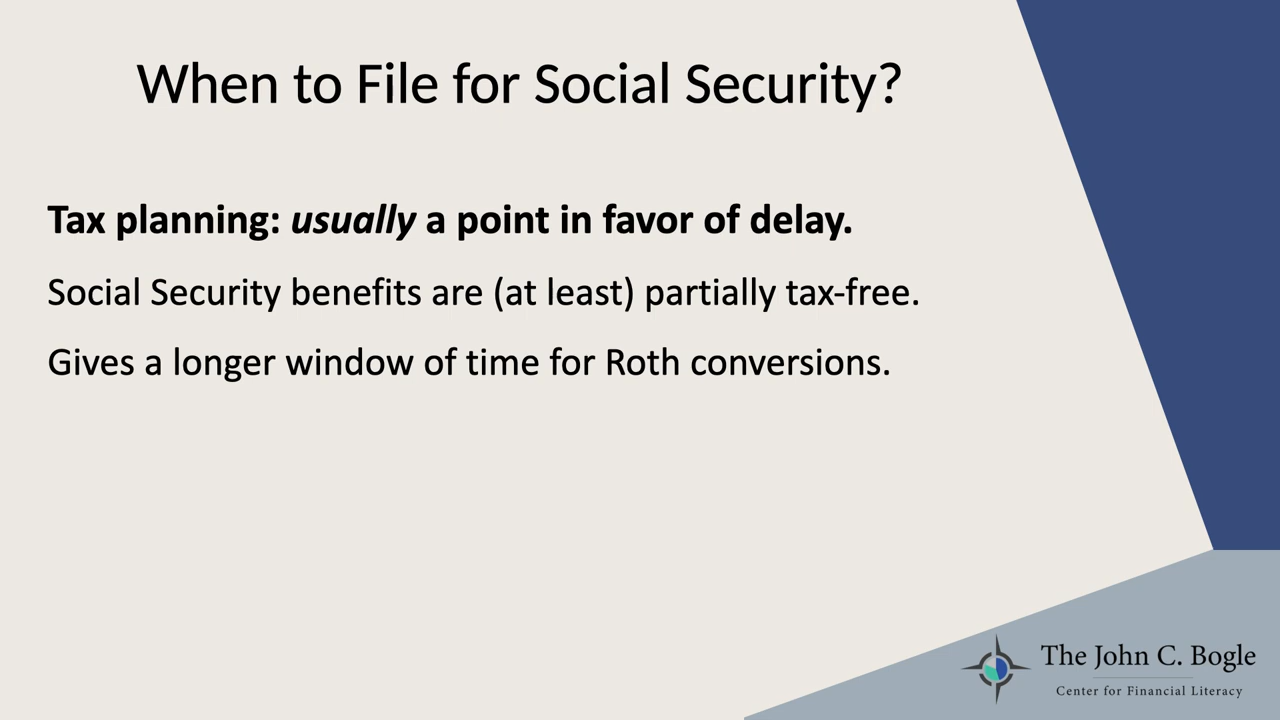 When to File for Social Security?
Tax planning: usually a point in favor of delay.
Social Security benefits are (at least) partially tax-free.
Gives a longer window of time for Roth conversions.
The John C. Bogle
Center for Financial Literacy